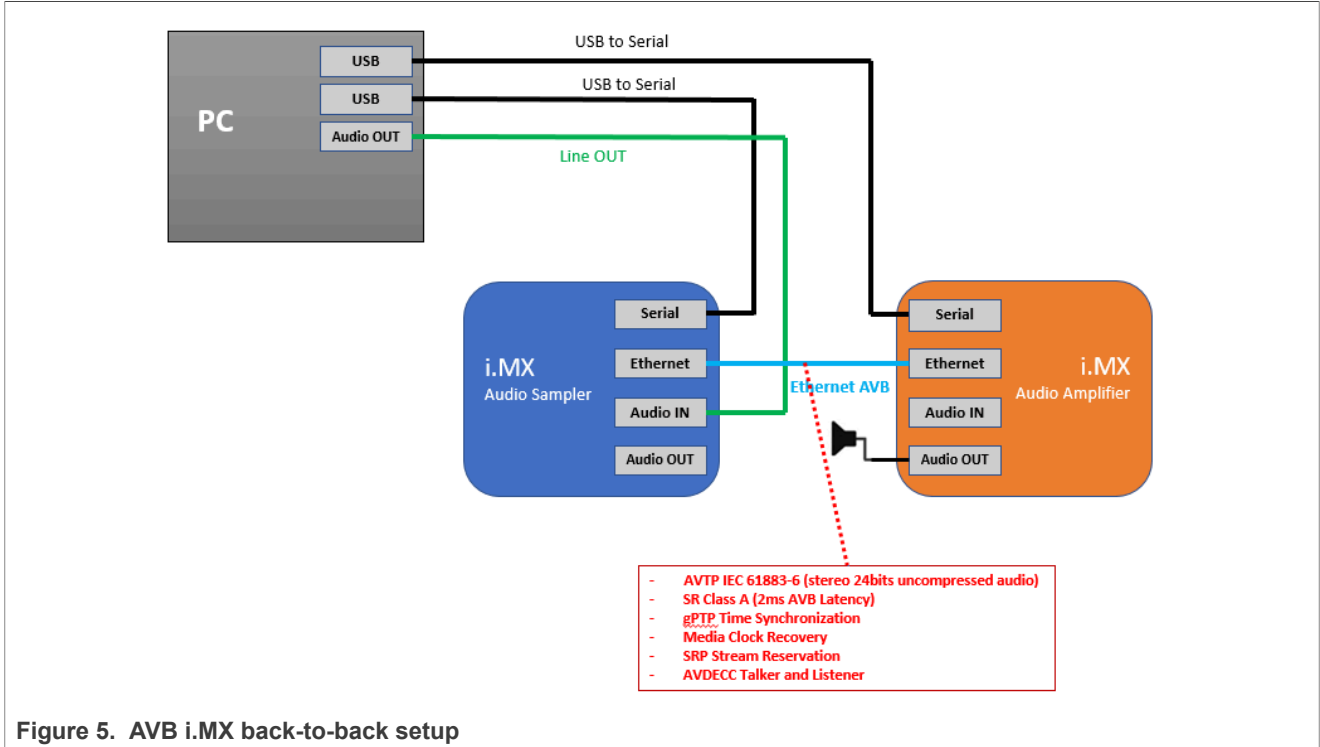 USB to Serial
USB
USB to Serial
USB
PC
Audio OUT
Line OUT
Serial
Ethernet
i.MX
Audio Sampler
Audio IN
Audio OUT
Ethernet AVB
Serial
Ethernet
i.MX
Audio Amplifier
Audio IN
Audio OUT
- AVTP IEC 61883-6 (stereo 24bits uncompressed audio)
- SR Class A (2ms AVB Latency)
- gPTP Time Synchronization
- Media Clock Recovery
- SRP Stream Reservation
- AVDECC Talker and Listener
Figure 5. AVB i.MX back-to-back setup